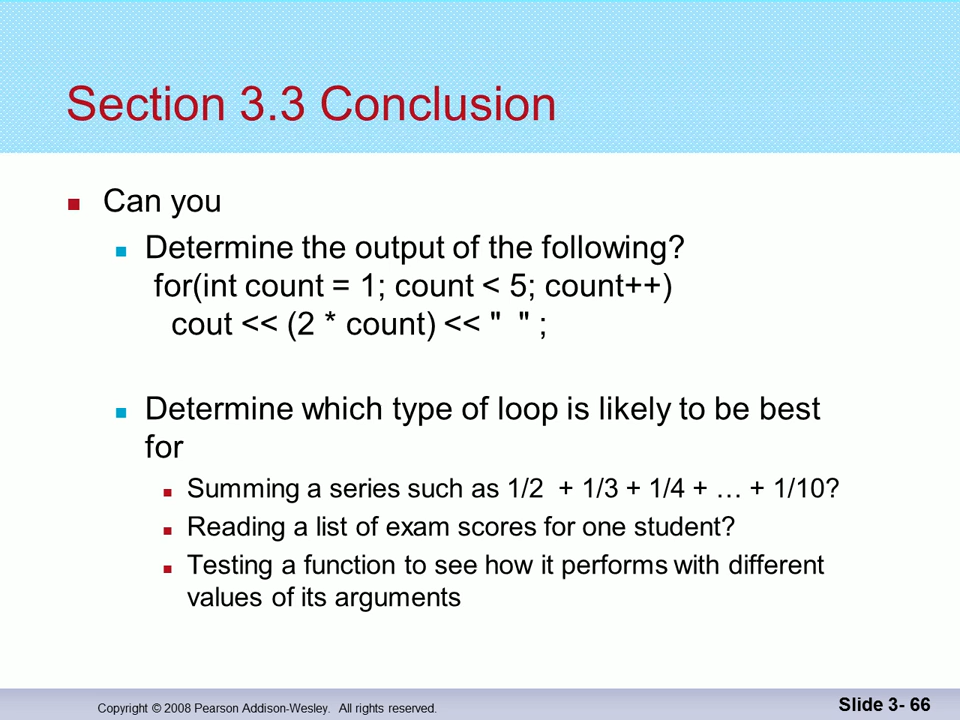 Section 3.3 Conclusion
Can you
Determine the output of the following?
for(int count = 1; count < 5; count++)
cout << (2 * count) << "  " ;
Determine which type of loop is likely to be best
for
Summing a series such as 1/2  + 1/3 + 1/4 + … + 1/10?
Reading a list of exam scores for one student?
Testing a function to see how it performs with different
values of its arguments
Copyright © 2008 Pearson Addison-Wesley.  All rights reserved.
Slide 3- 66